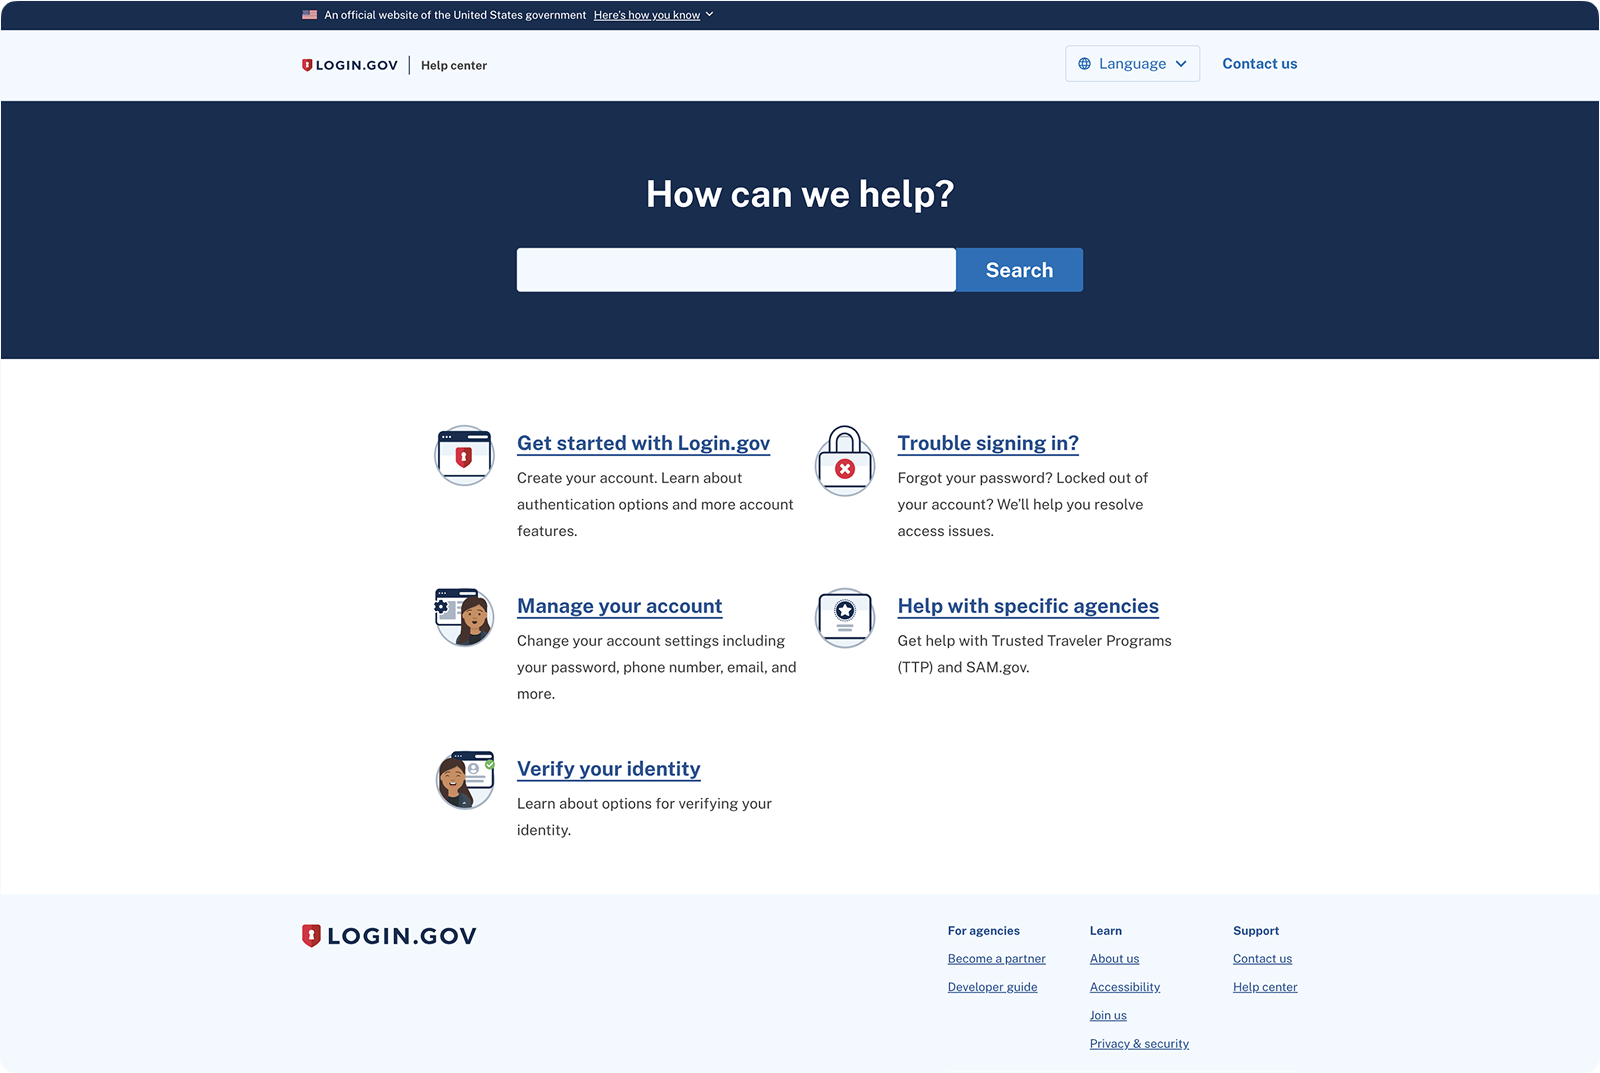 An official website of the United States government Here's how you know
LOGIN.GOV Help center
Language
Contact us
How can we help?
Search
Get started with Login.gov
Create your account. Learn about
authentication options and more account
features.
Trouble signing in?
Forgot your password? Locked out of
your account? We’ll help you resolve
access issues.
Manage your account
Change your account settings including
your password, phone number, email, and
more.
Help with specific agencies
Get help with Trusted Traveler Programs
(TTP) and SAM.gov.
Verify your identity
Learn about options for verifying your
identity.
LOGIN.GOV
For agencies
Become a partner
Developer guide
Learn
About us
Accessibility
Join us
Privacy & security
Support
Contact us
Help center